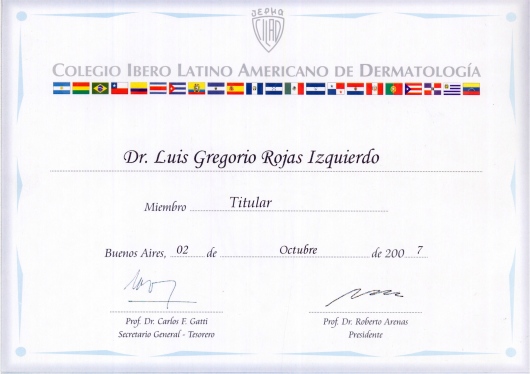 CILAD
COLEGIO IBERO LATINO AMERICANO DE DERMATOLOGÍA
Dr. Luis Gregorio Rojas Izquierdo
Miembro Titular
Buenos Aires, 02 de Octubre de 2007
Prof. Dr. Carlos F. Gatti Prof. Dr. Roberto Arenas
Secretario General - Tesorero Presidente